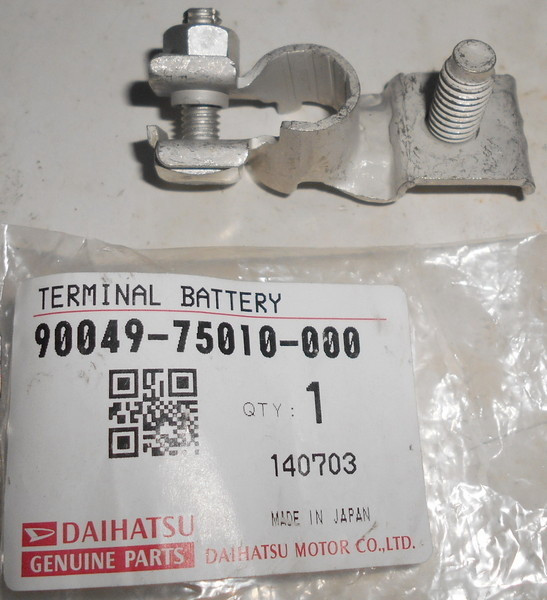 TERMINAL BATTERY
90049-75010-000
QTY: 1
140703
MADE IN JAPAN
DAIHATSU
GENUINE PARTS DAIHATSU MOTOR CO.,LTD.